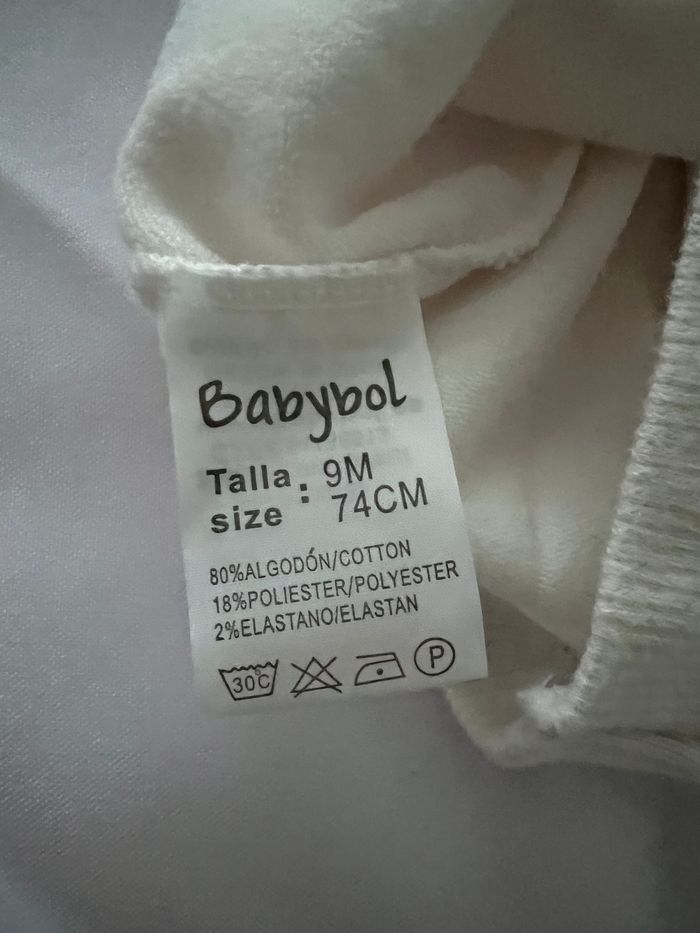 Babybol
Talla : 9M
size 74CM
80%ALGODÓN/COTTON
18%POLIESTER/POLYESTER
2%ELASTANO/ELASTAN
30°C P